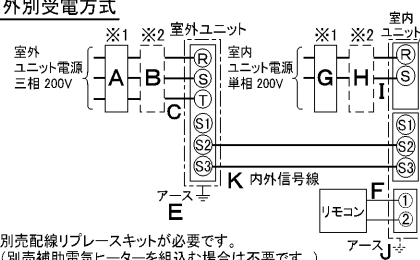 外別受電方式
室外ユニット
室内
ユニット
※1
※2
※1
※2
室外
ユニット電源
三相 200V
A
B
C
R
S
T
S1
S2
S3
室内
ユニット電源
単相 200V
G
H
I
R
S
S1
S2
S3
K 内外信号線
アース
E
リモコン
F
①
②
アース
J
別売配線リプレースキットが必要です。
(別売補助電気ヒーターを組込む場合は不要です。)